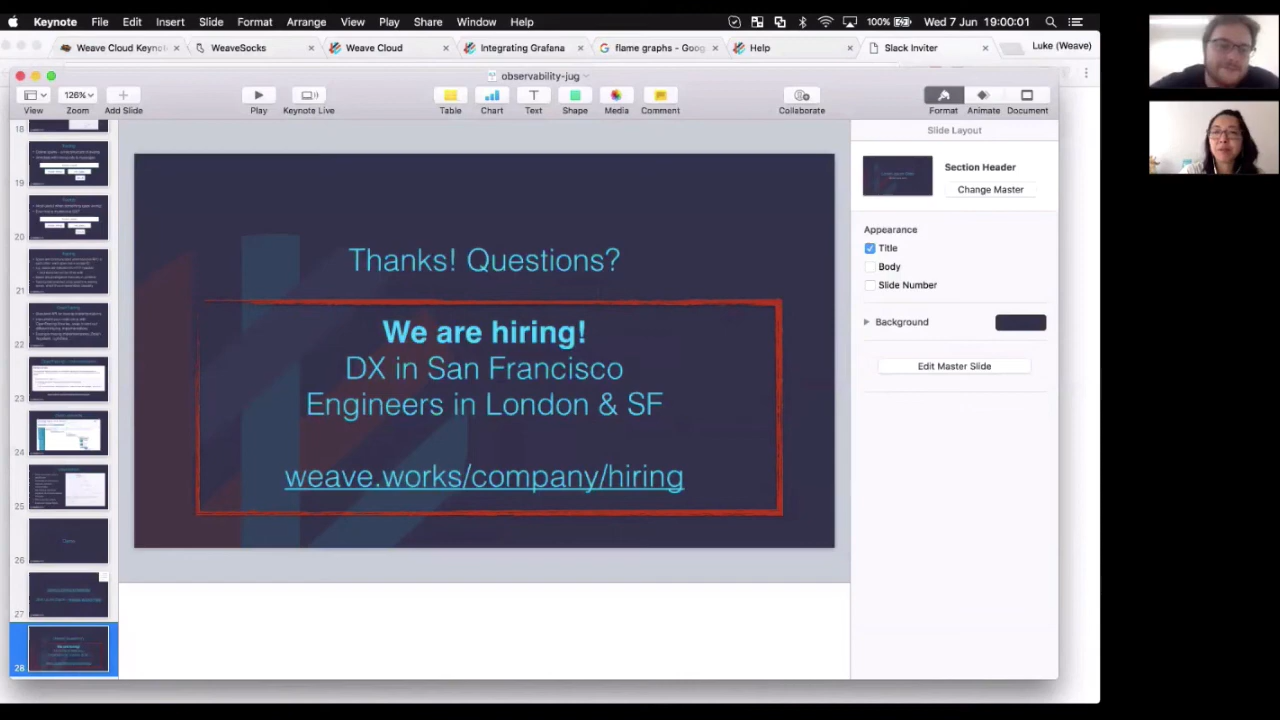 Keynote File Edit Insert Slide Format Arrange View Play Share Window Help 100% Wed 7 Jun 19:00:01
Weave Cloud Keyno WeaveSocks Weave Cloud Integrating Grafana flame graphs - Goog Help Slack Inviter Luke (Weave)
observability-jug
126%
View Zoom Add Slide Play Keynote Live Table Chart Text Shape Media Comment Collaborate Format Animate Document
18
19
20
21
22
23
24
25
26
27
28
Thanks! Questions?
We are hiring!
DX in San Francisco
Engineers in London & SF
weave.works/company/hiring
Slide Layout
Section Header
Change Master
Appearance
Title
Body
Slide Number
Background
Edit Master Slide